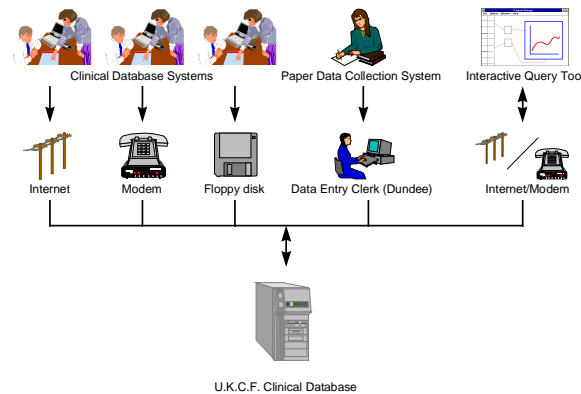 Clinical Database Systems
Paper Data Collection System
Interactive Query Too
Internet
Modem
Floppy disk
Data Entry Clerk (Dundee)
Internet/Modem
U.K.C.F. Clinical Database